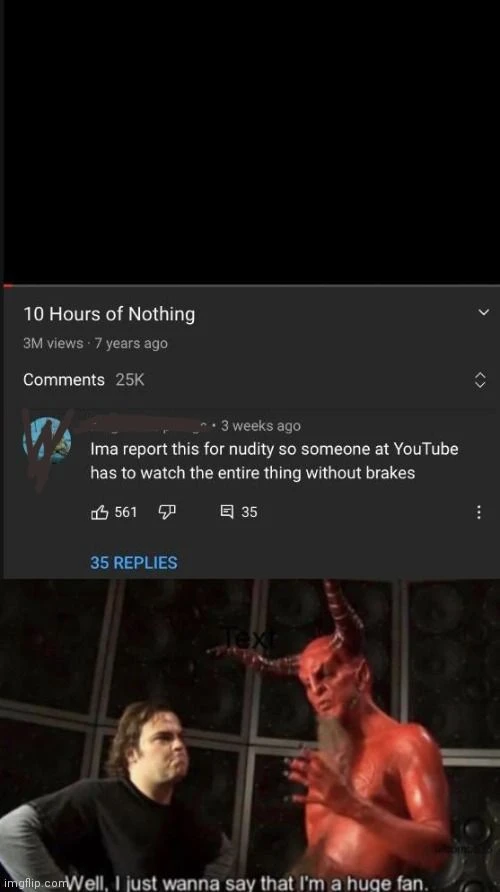 10 Hours of Nothing
3M views · 7 years ago
Comments 25K
• 3 weeks ago
Ima report this for nudity so someone at YouTube
has to watch the entire thing without brakes
561 35
35 REPLIES
Text
imgflip.com
Well, I just wanna say that I'm a huge fan.